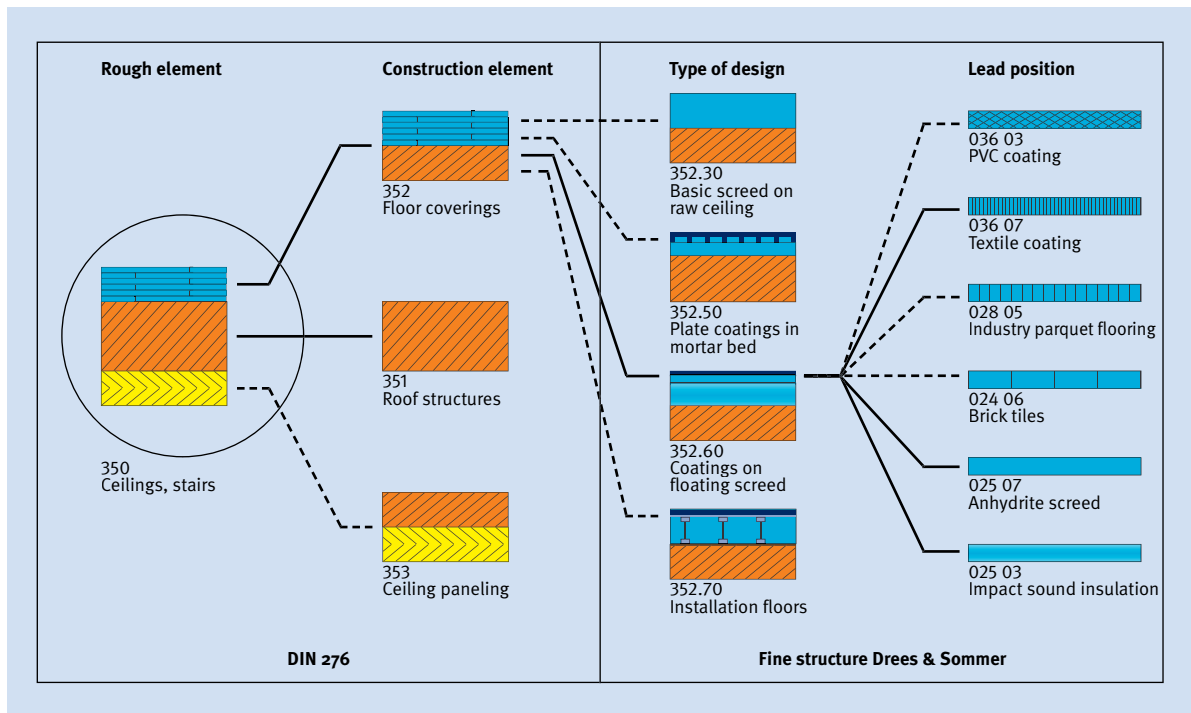 Rough element
Construction element
Type of design
Lead position
350
Ceilings, stairs
352
Floor coverings
351
Roof structures
353
Ceiling paneling
352.30
Basic screed on
raw ceiling
352.50
Plate coatings in
mortar bed
352.60
Coatings on
floating screed
352.70
Installation floors
036 03
PVC coating
036 07
Textile coating
028 05
Industry parquet flooring
024 06
Brick tiles
025 07
Anhydrite screed
025 03
Impact sound insulation
DIN 276
Fine structure Drees & Sommer